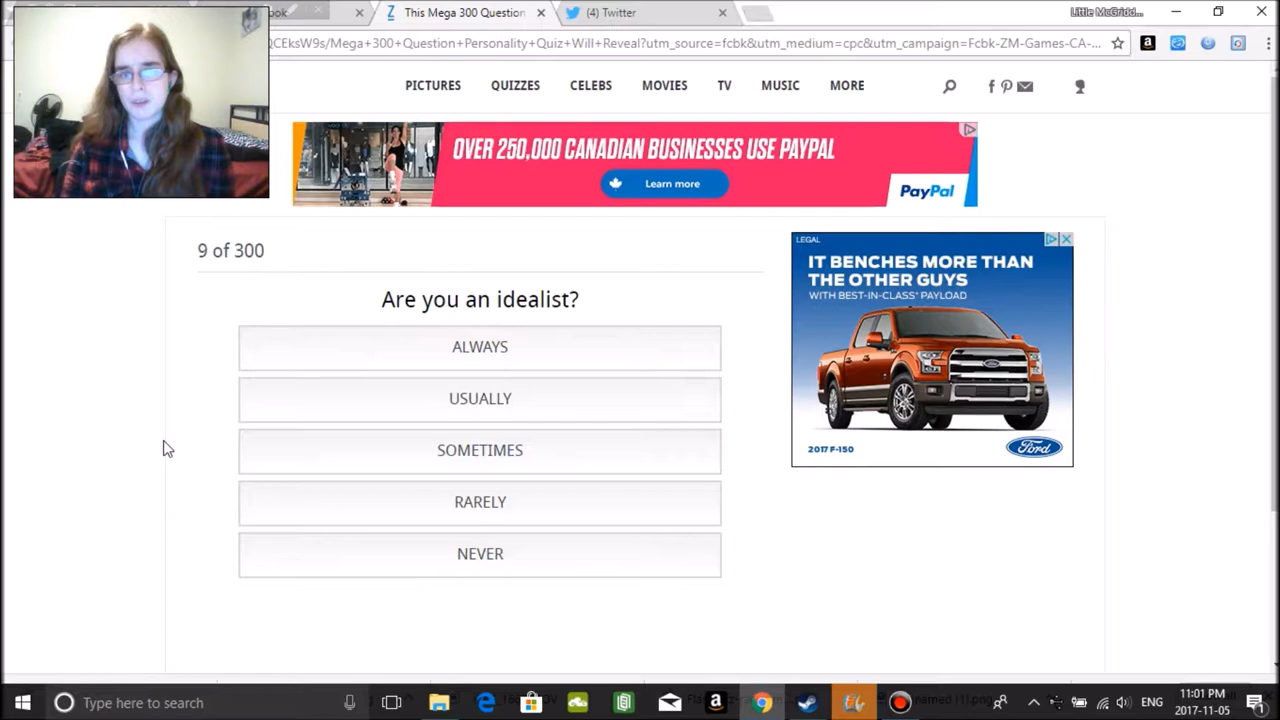 ook
This Mega 300 Question
(4) Twitter
Little McGridd...
QCEksW9s/Mega+300+Question+Personality+Quiz+Will+Reveal?utm_source=fcbk&utm_medium=cpc&utm_campaign=Fcbk-ZM-Games-CA-...
PICTURES QUIZZES CELEBS MOVIES TV MUSIC MORE
OVER 250,000 CANADIAN BUSINESSES USE PAYPAL
Learn more
PayPal
9 of 300
Are you an idealist?
ALWAYS
USUALLY
SOMETIMES
RARELY
NEVER
LEGAL
IT BENCHES MORE THAN
THE OTHER GUYS
WITH BEST-IN-CLASS* PAYLOAD
2017 F-150
Ford
Type here to search
ENG
11:01 PM
2017-11-05